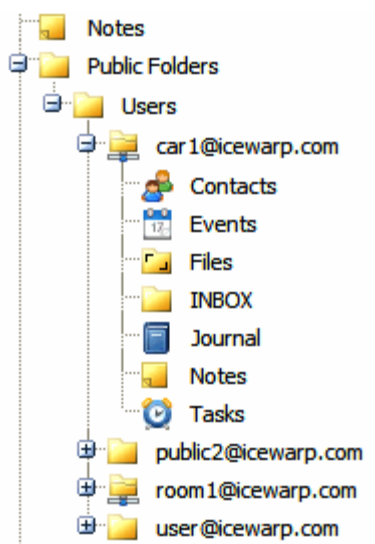 Notes
Public Folders
Users
car1@icewarp.com
Contacts
Events
Files
INBOX
Journal
Notes
Tasks
public2@icewarp.com
room1@icewarp.com
user@icewarp.com